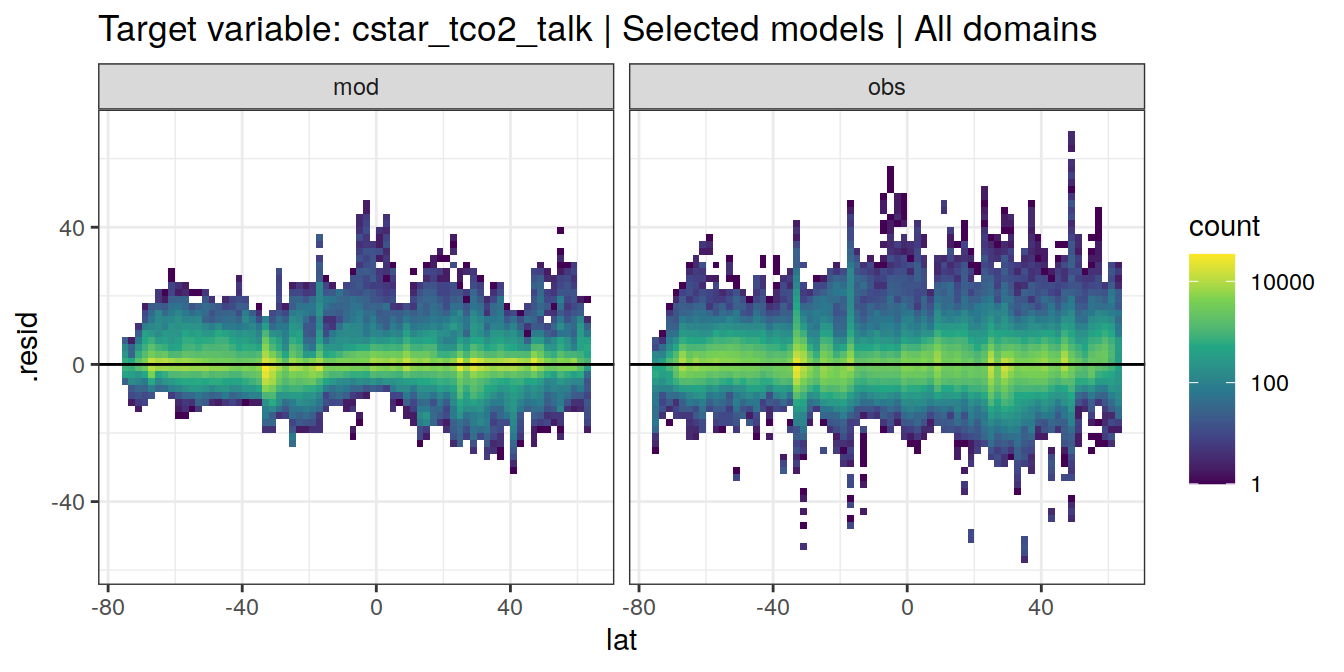 Target variable: cstar_tco2_talk | Selected models | All domains
mod
obs
40
0
-40
.resid
-80
-40
0
40
-80
-40
0
40
lat
count
10000
100
1